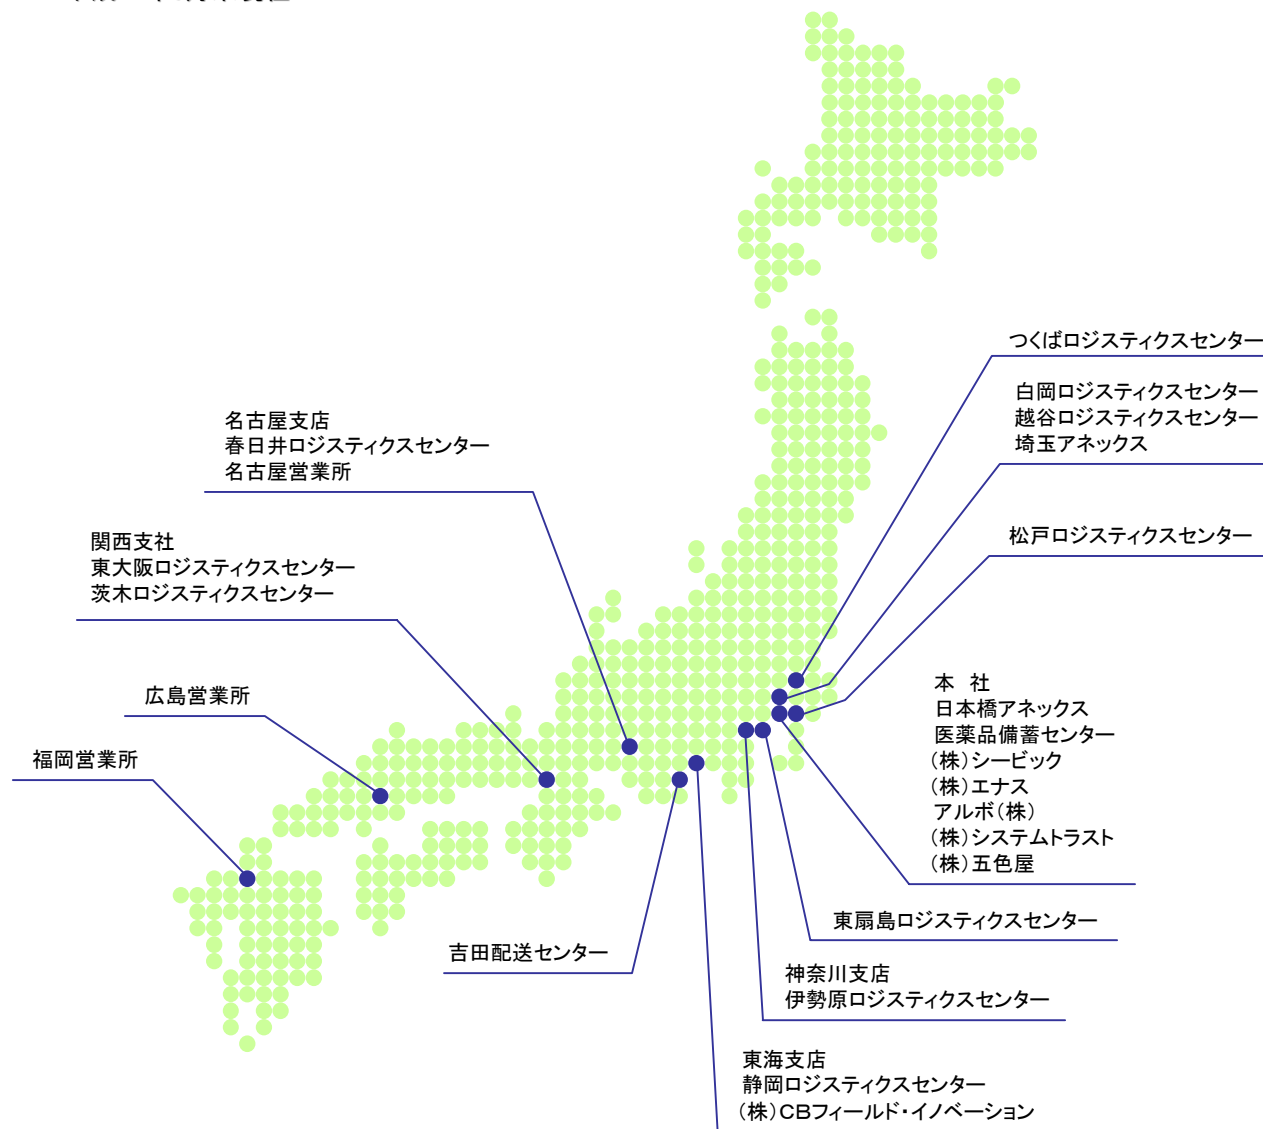 つくばロジスティクスセンター
白岡ロジスティクスセンター
越谷ロジスティクスセンター
埼玉アネックス
名古屋支店
春日井ロジスティクスセンター
名古屋営業所
松戸ロジスティクスセンター
関西支社
東大阪ロジスティクスセンター
茨木ロジスティクスセンター
本 社
日本橋アネックス
医薬品備蓄センター
(株)シービック
(株)エナス
アルボ(株)
(株)システムトラスト
(株)五色屋
広島営業所
福岡営業所
東扇島ロジスティクスセンター
吉田配送センター
神奈川支店
伊勢原ロジスティクスセンター
東海支店
静岡ロジスティクスセンター
(株)CBフィールド・イノベーション